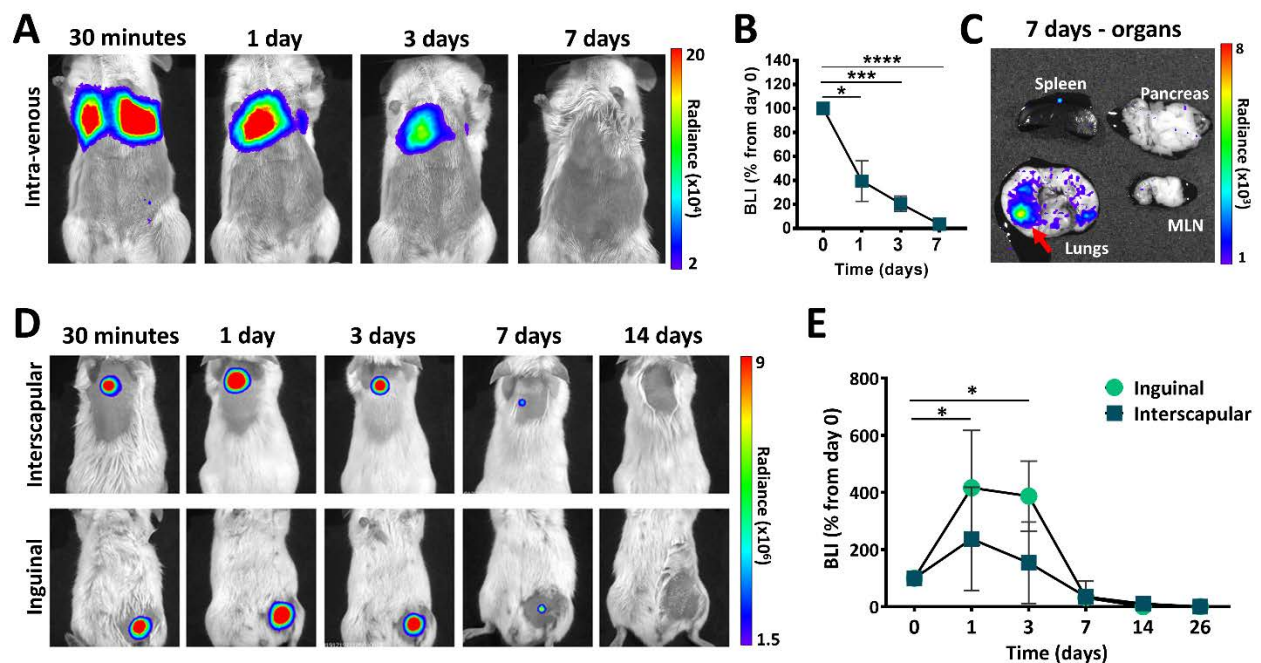 A
30 minutes
1 day
3 days
7 days
Intra-venous
20
Radiance (x10⁴)
2
B
BLI (% from day 0)
140
120
100
80
60
40
20
0
****
***
*
0 1 3 7
Time (days)
C
7 days - organs
Spleen
Pancreas
Lungs
MLN
8
Radiance (x10³)
1
D
30 minutes
1 day
3 days
7 days
14 days
Interscapular
Inguinal
9
Radiance (x10⁶)
1.5
E
BLI (% from day 0)
800
600
400
200
0
*
*
Inguinal
Interscapular
0 1 3 7 14 26
Time (days)